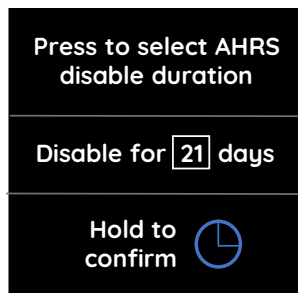 Press to select AHRS
disable duration
Disable for 21 days
Hold to
confirm